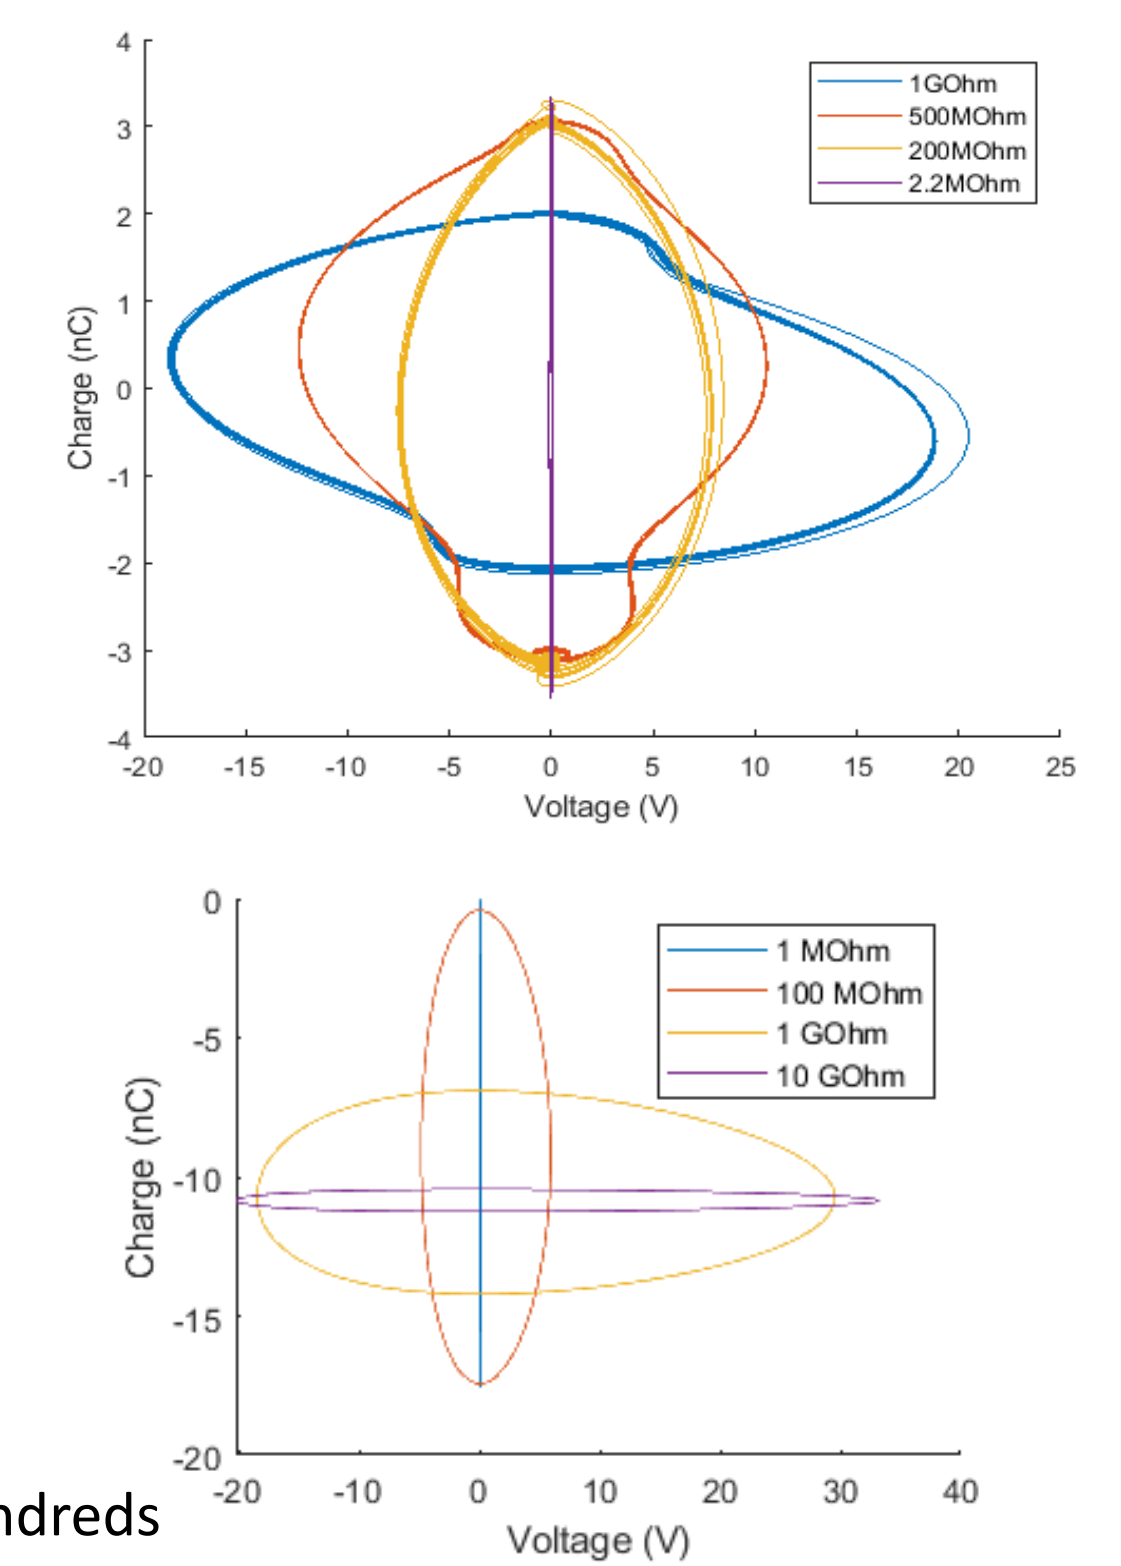 4
3
2
1
0
-1
-2
-3
-4
Charge (nC)
-20 -15 -10 -5 0 5 10 15 20 25
Voltage (V)
1GOhm
500MOhm
200MOhm
2.2MOhm
0
-5
-10
-15
-20
Charge (nC)
-20 -10 0 10 20 30 40
Voltage (V)
1 MOhm
100 MOhm
1 GOhm
10 GOhm
ndreds